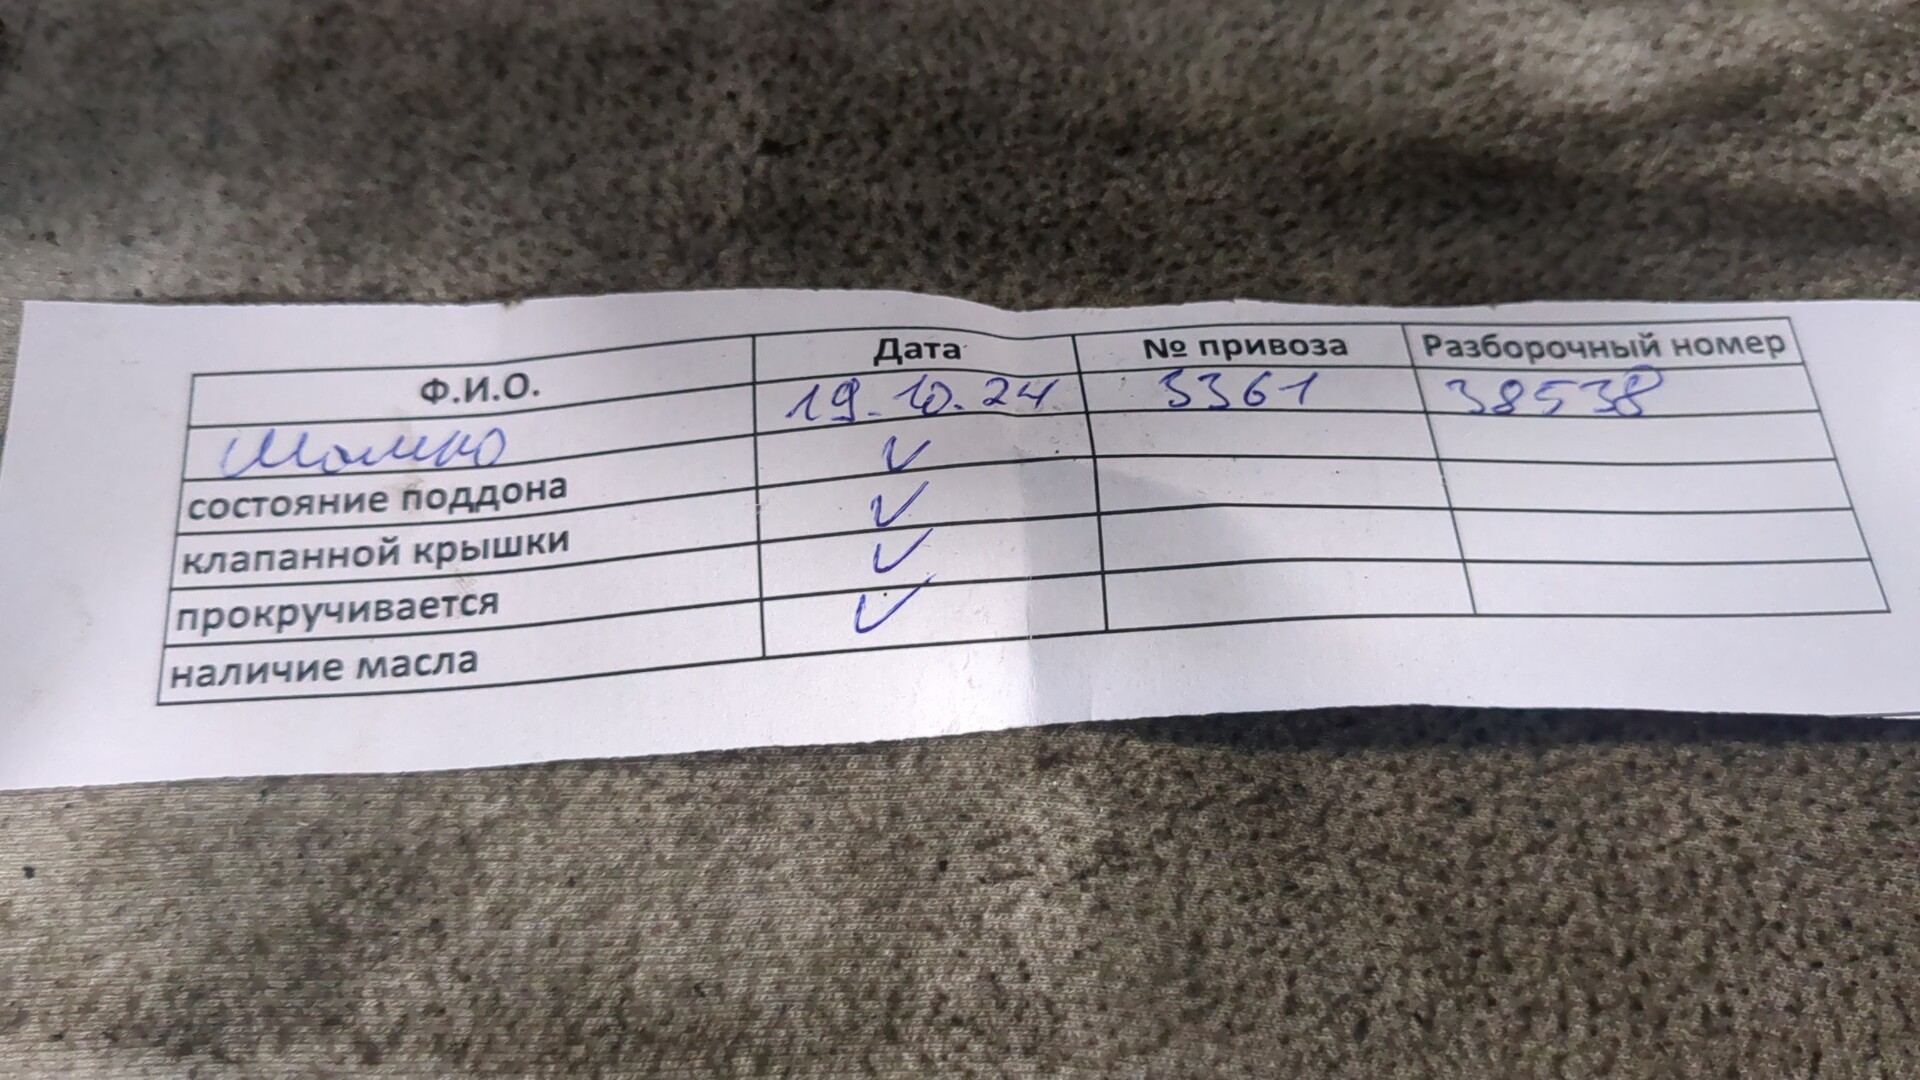 Ф.И.О. Дата № привоза Разборочный номер
19.10.24 3361 38538
состояние поддона ✓
клапанной крышки ✓
прокручивается ✓
наличие масла ✓